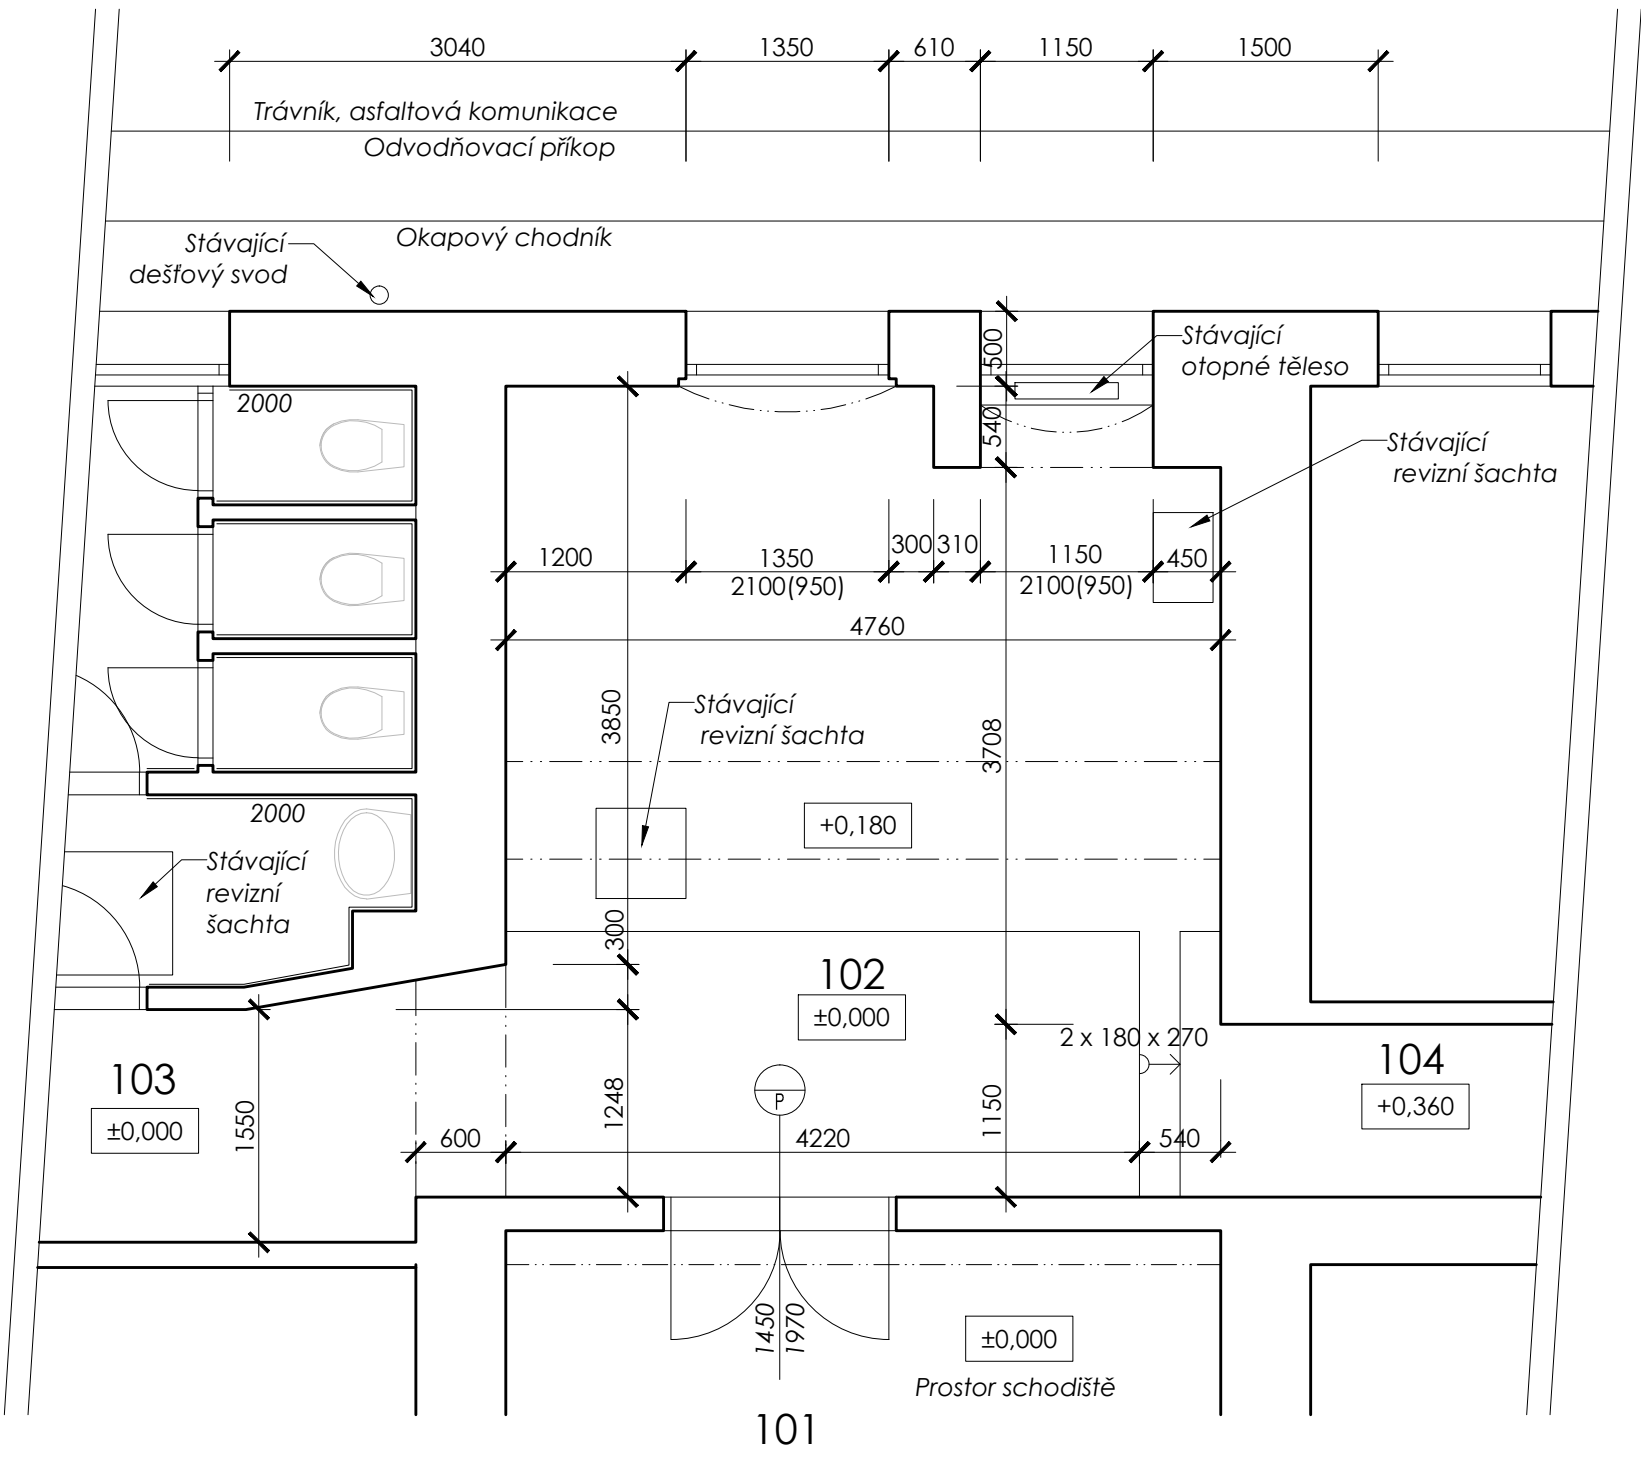 3040 1350 610 1150 1500
Trávník, asfaltová komunikace
Odvodňovací příkop
Okapový chodník
Stávající
dešťový svod
500
Stávající
otopné těleso
2000
540
Stávající
revizní šachta
1200 1350 300 310 1150 450
2100(950) 2100(950)
4760
3850
Stávající
revizní šachta
3708
2000
+0,180
Stávající
revizní
šachta
300
102
±0,000
2 x 180 x 270
103
±0,000
104
+0,360
1550
1248
P
1150
600 4220 540
1450
1970
±0,000
Prostor schodiště
101